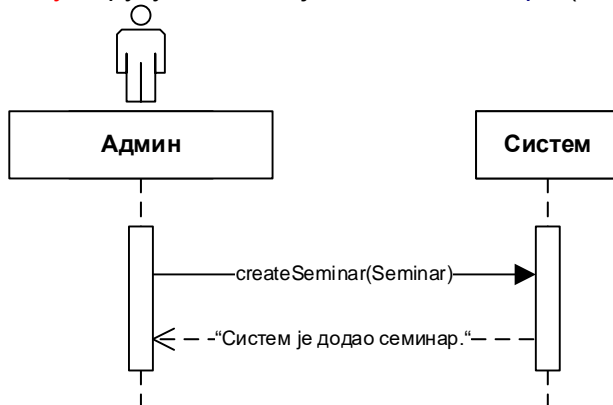 Админ
Систем
createSeminar(Seminar)
“Систем је додао семинар.“